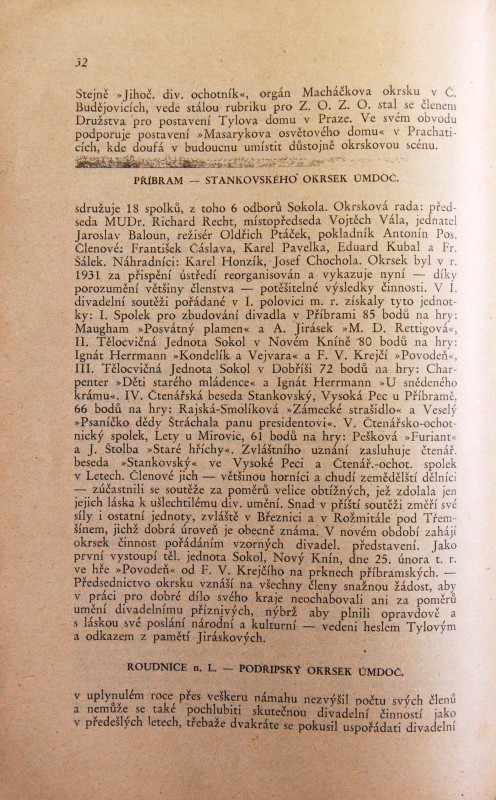 32
Stejně »Jihoč. div. ochotník«, orgán Macháčkova okrsku v Č.
Budějovicích, vede stálou rubriku pro Z. O. Z. O. stal se členem
Družstva pro postavení Tylova domu v Praze. Ve svém obvodu
podporuje postavení »Masarykova osvětového domu« v Prachati-
cích, kde doufá v budoucnu umístit důstojně okrskovou scénu.
PŘÍBRAM — STANKOVSKÉHO OKRSEK ÚMDOČ.
sdružuje 18 spolků, z toho 6 odborů Sokola. Okrsková rada: před-
seda MUDr. Richard Recht, místopředseda Vojtěch Vála, jednatel
Jaroslav Baloun, režisér Oldřich Ptáček, pokladník Antonín Pos.
Členové: František Čáslava, Karel Pavelka, Eduard Kubal a Fr.
Šálek. Náhradníci: Karel Honzík, Josef Chochola. Okrsek byl v r.
1931 za přispění ústředí reorganisován a vykazuje nyní — díky
porozumění většiny členstva — potěšitelné výsledky činnosti. V I.
divadelní soutěži pořádané v I. polovici m. r. získaly tyto jednot-
ky: I. Spolek pro zbudování divadla v Příbrami 85 bodů na hry:
Maugham »Posvátný plamen« a A. Jirásek »M. D. Rettigová«,
II. Tělocvičná Jednota Sokol v Novém Kníně 80 bodů na hry:
Ignát Herrmann »Kondelík a Vejvara« a F. V. Krejčí »Povodeň«,
III. Tělocvičná Jednota Sokol v Dobříši 72 bodů na hry: Char-
penter »Děti starého mládence« a Ignát Herrmann »U snědeného
krámu«. IV. Čtenářská beseda Stankovský, Vysoká Pec u Příbramě,
66 bodů na hry: Rajská-Smolíková »Zámecké strašidlo« a Veselý
»Psaníčko dědy Štráchala panu presidentovi«. V. Čtenářsko-ochot-
nický spolek, Lety u Mirovic, 61 bodů na hry: Pešková »Furiant«
a J. Štolba »Staré hříchy«. Zvláštního uznání zasluhuje čtenář.
beseda »Stankovský« ve Vysoké Peci a Čtenář.-ochot. spolek
v Letech. Členové jich — většinou horníci a chudí zemědělští dělníci
— zúčastnili se soutěže za poměrů velice obtížných, jež zdolala jen
jejich láska k ušlechtilému div. umění. Snad v příští soutěži změří své
síly i ostatní jednoty, zvláště v Březnici a v Rožmitále pod Třem-
šínem, jichž dobrá úroveň je obecně známa. V novém období zahájí
okrsek činnost pořádáním vzorných divadel. představení. Jako
první vystoupí těl. jednota Sokol, Nový Knín, dne 25. února t. r.
ve hře »Povodeň« od F. V. Krejčího na prknech příbramských. —
Předsednictvo okrsku vznáší na všechny členy snažnou žádost, aby
v práci pro dobré dílo svého kraje neochabovali ani za poměrů
umění divadelnímu příznivých, nýbrž aby plnili opravdově a
s láskou své poslání národní a kulturní — vedeni heslem Tylovým
a odkazem z pamětí Jiráskových.
ROUDNICE n. L. — PODŘIPSKÝ OKRSEK ÚMDOČ.
v uplynulém roce přes veškeru námahu nezvýšil počtu svých členů
a nemůže se také pochlubiti skutečnou divadelní činností jako
v předešlých letech, třebaže dvakráte se pokusil uspořádati divadelní